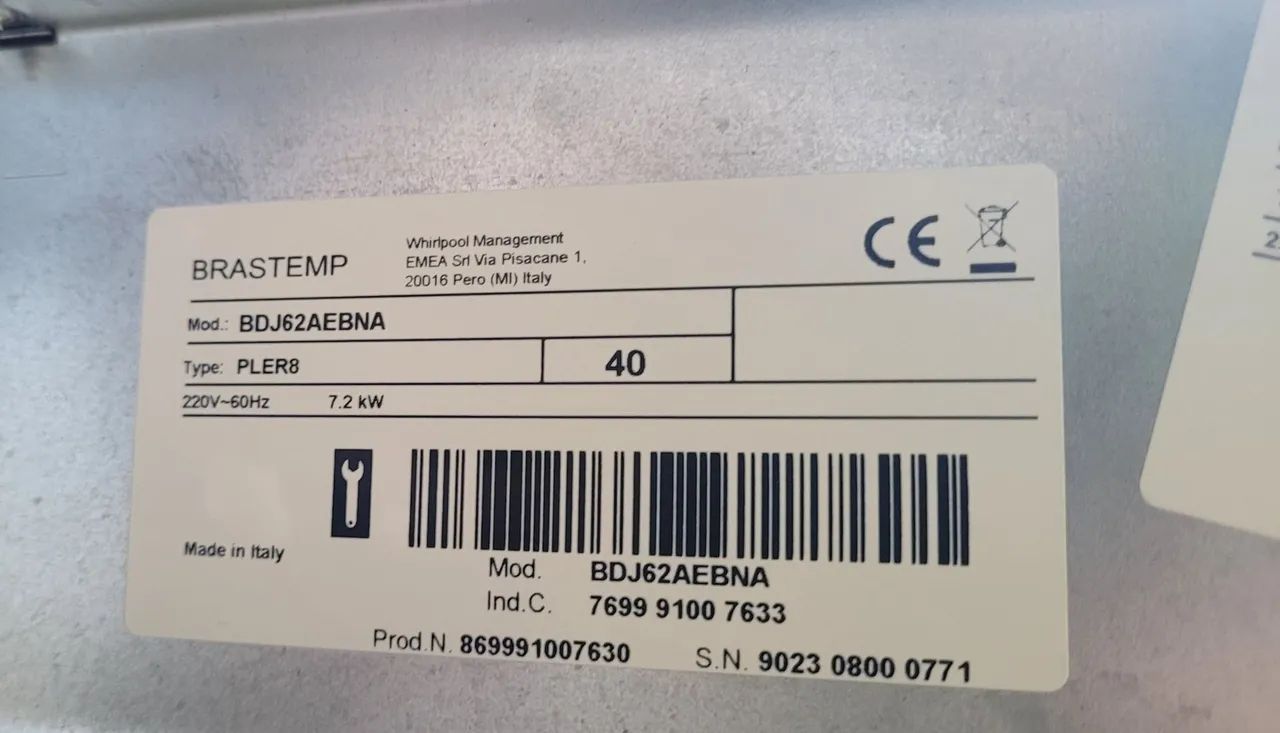 BRASTEMP
Whirlpool Management
EMEA Srl Via Pisacane 1,
20016 Pero (MI) Italy
CE
Mod.: BDJ62AEBNA
Type: PLER8
40
220V~60Hz 7.2 kW
Made in Italy
Mod. BDJ62AEBNA
Ind.C. 7699 9100 7633
Prod.N. 869991007630 S.N. 9023 0800 0771